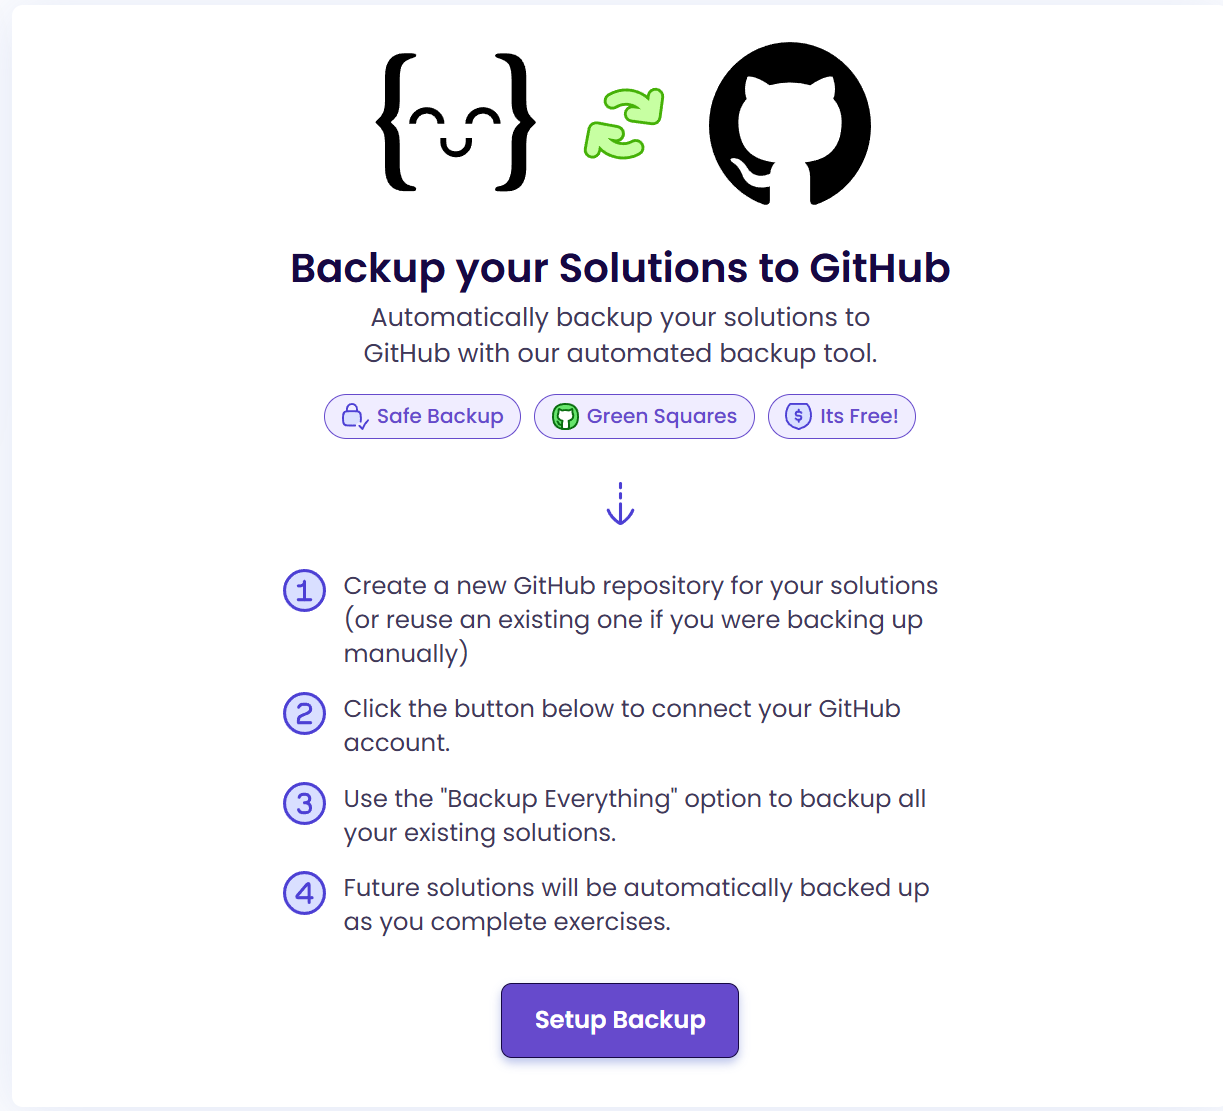 Backup your Solutions to GitHub
Automatically backup your solutions to
GitHub with our automated backup tool.
Safe Backup
Green Squares
$ Its Free!
1 Create a new GitHub repository for your solutions
(or reuse an existing one if you were backing up
manually)
2 Click the button below to connect your GitHub
account.
3 Use the "Backup Everything" option to backup all
your existing solutions.
4 Future solutions will be automatically backed up
as you complete exercises.
Setup Backup